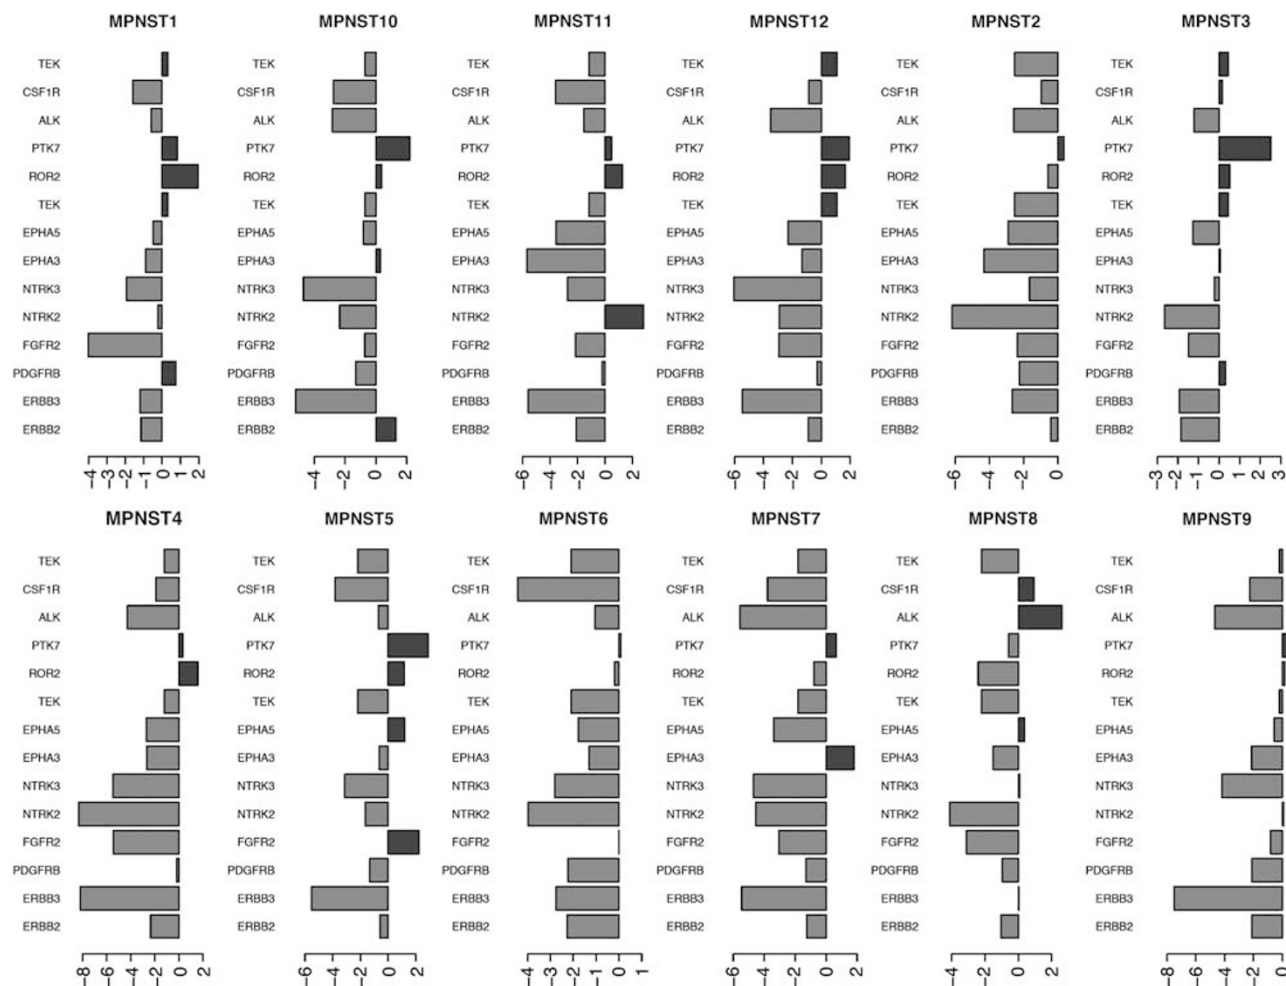 MPNST1 MPNST10 MPNST11 MPNST12 MPNST2 MPNST3
TEK TEK TEK TEK TEK TEK
CSF1R CSF1R CSF1R CSF1R CSF1R CSF1R
ALK ALK ALK ALK ALK ALK
PTK7 PTK7 PTK7 PTK7 PTK7 PTK7
ROR2 ROR2 ROR2 ROR2 ROR2 ROR2
TEK TEK TEK TEK TEK TEK
EPHA5 EPHA5 EPHA5 EPHA5 EPHA5 EPHA5
EPHA3 EPHA3 EPHA3 EPHA3 EPHA3 EPHA3
NTRK3 NTRK3 NTRK3 NTRK3 NTRK3 NTRK3
NTRK2 NTRK2 NTRK2 NTRK2 NTRK2 NTRK2
FGFR2 FGFR2 FGFR2 FGFR2 FGFR2 FGFR2
PDGFRB PDGFRB PDGFRB PDGFRB PDGFRB PDGFRB
ERBB3 ERBB3 ERBB3 ERBB3 ERBB3 ERBB3
ERBB2 ERBB2 ERBB2 ERBB2 ERBB2 ERBB2
-4 -3 -2 -1 0 1 2 -4 -2 0 2 -6 -4 -2 0 2 -6 -4 -2 0 2 -6 -4 -2 0 -3 -2 -1 0 1 2 3
MPNST4 MPNST5 MPNST6 MPNST7 MPNST8 MPNST9
TEK TEK TEK TEK TEK TEK
CSF1R CSF1R CSF1R CSF1R CSF1R CSF1R
ALK ALK ALK ALK ALK ALK
PTK7 PTK7 PTK7 PTK7 PTK7 PTK7
ROR2 ROR2 ROR2 ROR2 ROR2 ROR2
TEK TEK TEK TEK TEK TEK
EPHA5 EPHA5 EPHA5 EPHA5 EPHA5 EPHA5
EPHA3 EPHA3 EPHA3 EPHA3 EPHA3 EPHA3
NTRK3 NTRK3 NTRK3 NTRK3 NTRK3 NTRK3
NTRK2 NTRK2 NTRK2 NTRK2 NTRK2 NTRK2
FGFR2 FGFR2 FGFR2 FGFR2 FGFR2 FGFR2
PDGFRB PDGFRB PDGFRB PDGFRB PDGFRB PDGFRB
ERBB3 ERBB3 ERBB3 ERBB3 ERBB3 ERBB3
ERBB2 ERBB2 ERBB2 ERBB2 ERBB2 ERBB2
-8 -6 -4 -2 0 2 -6 -4 -2 0 2 -4 -3 -2 -1 0 1 -6 -4 -2 0 2 -4 -2 0 2 -8 -6 -4 -2 0